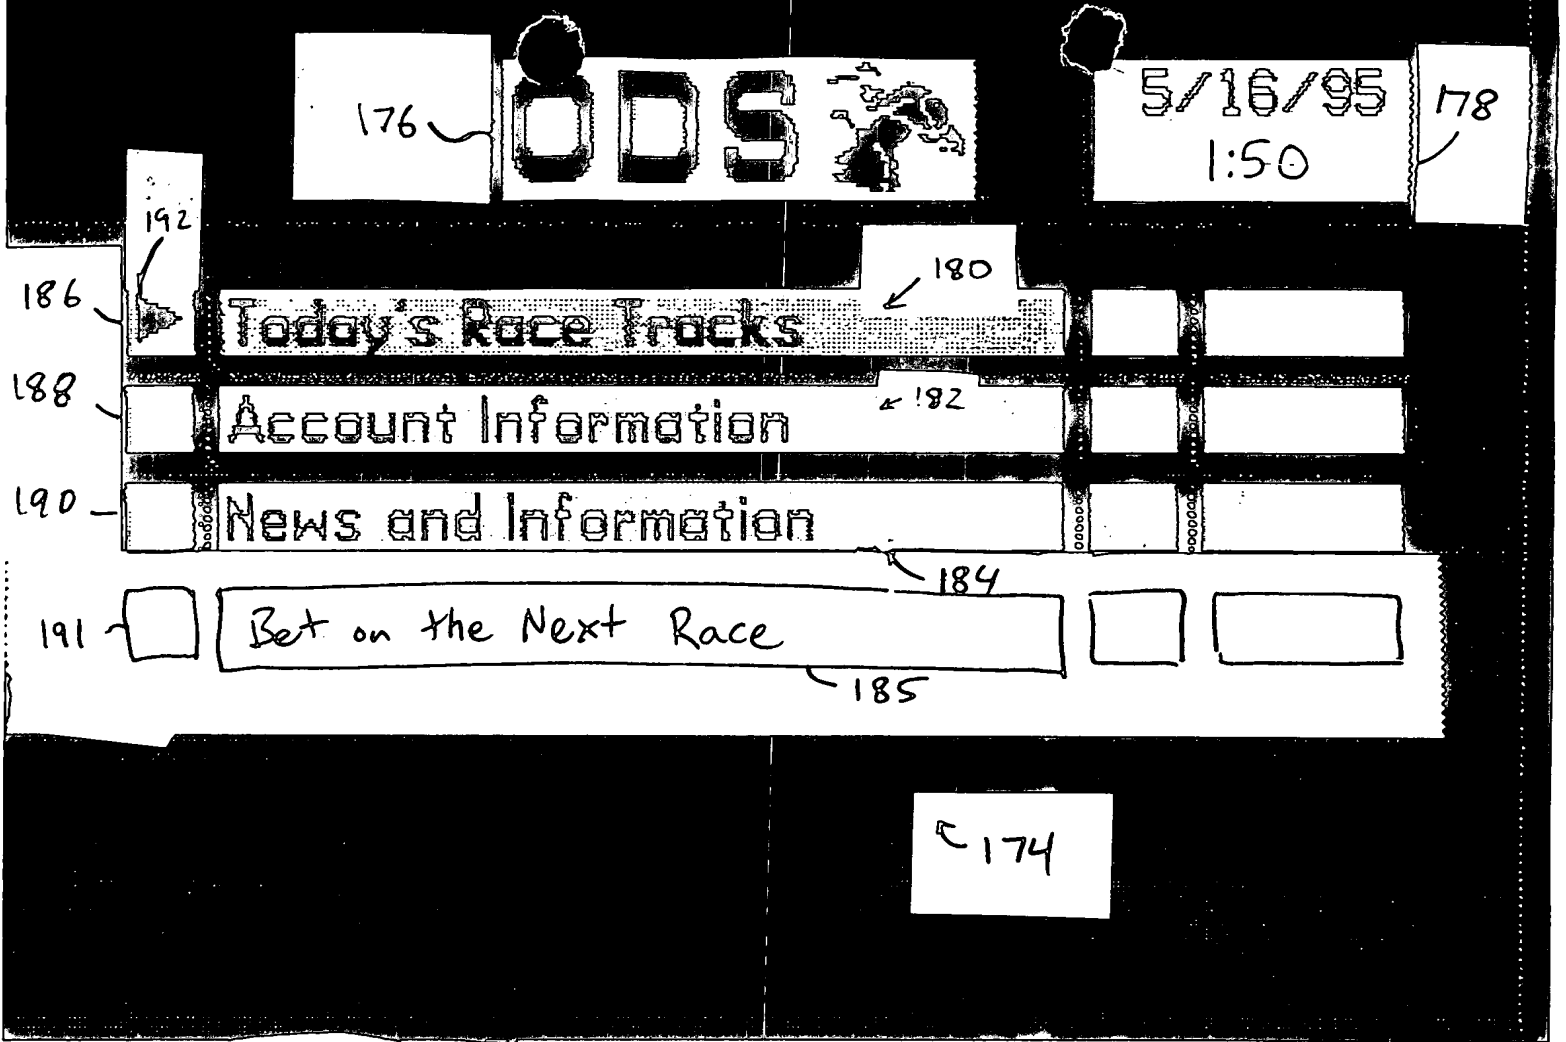 176
ODS
5/16/95
1:50
178
192
180
186
Today's Race Tracks
188
Account Information
182
190
News and Information
184
191
Bet on the Next Race
185
174